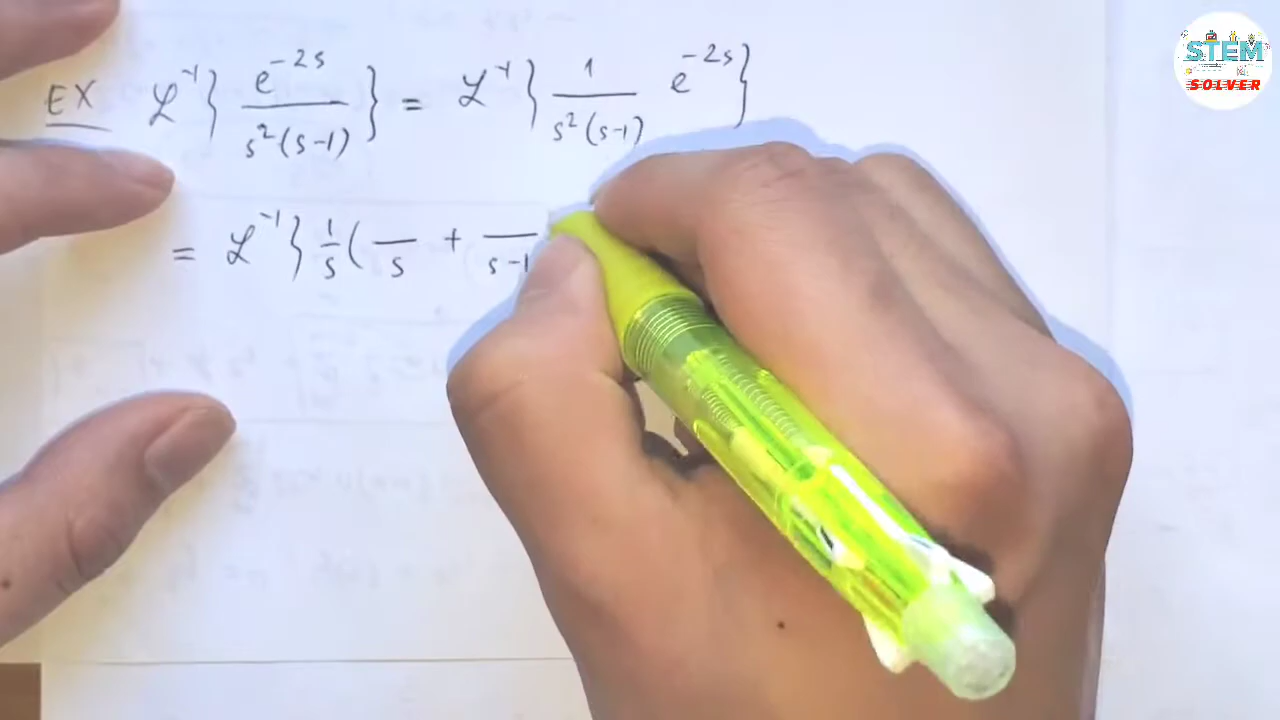 EX ℒ⁻¹{ e^{-2s} / s²(s-1) } = ℒ⁻¹{ 1 / s²(s-1) e^{-2s} }
= ℒ⁻¹{ 1/s ( — / s + — / s-1
STEM
SOLVER